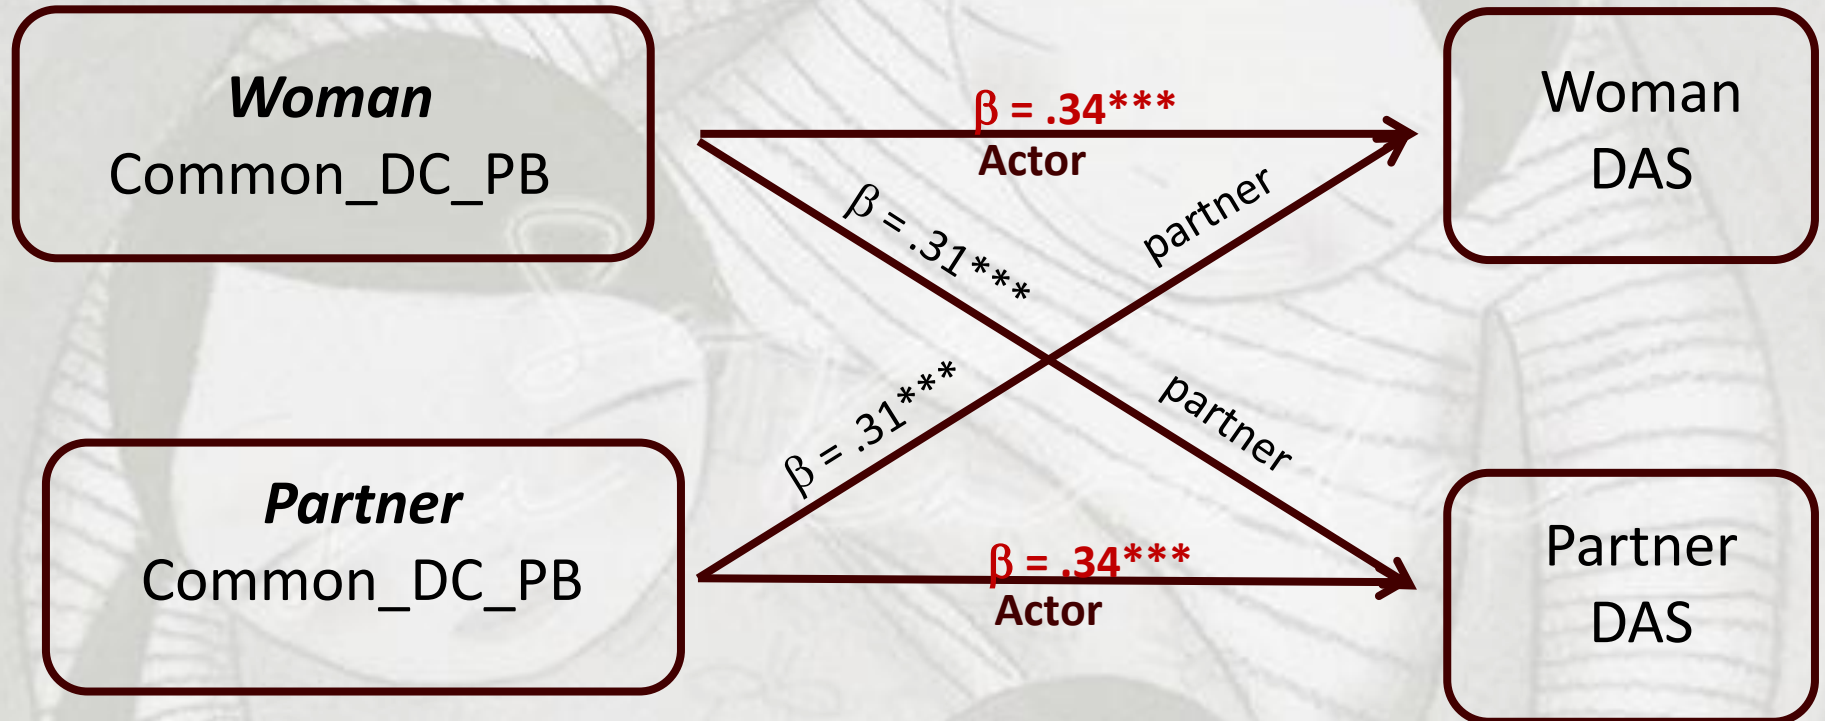 Woman
Common_DC_PB
β = .34***
Actor
Woman
DAS
β = .31***
partner
β = .31***
partner
Partner
Common_DC_PB
β = .34***
Actor
Partner
DAS